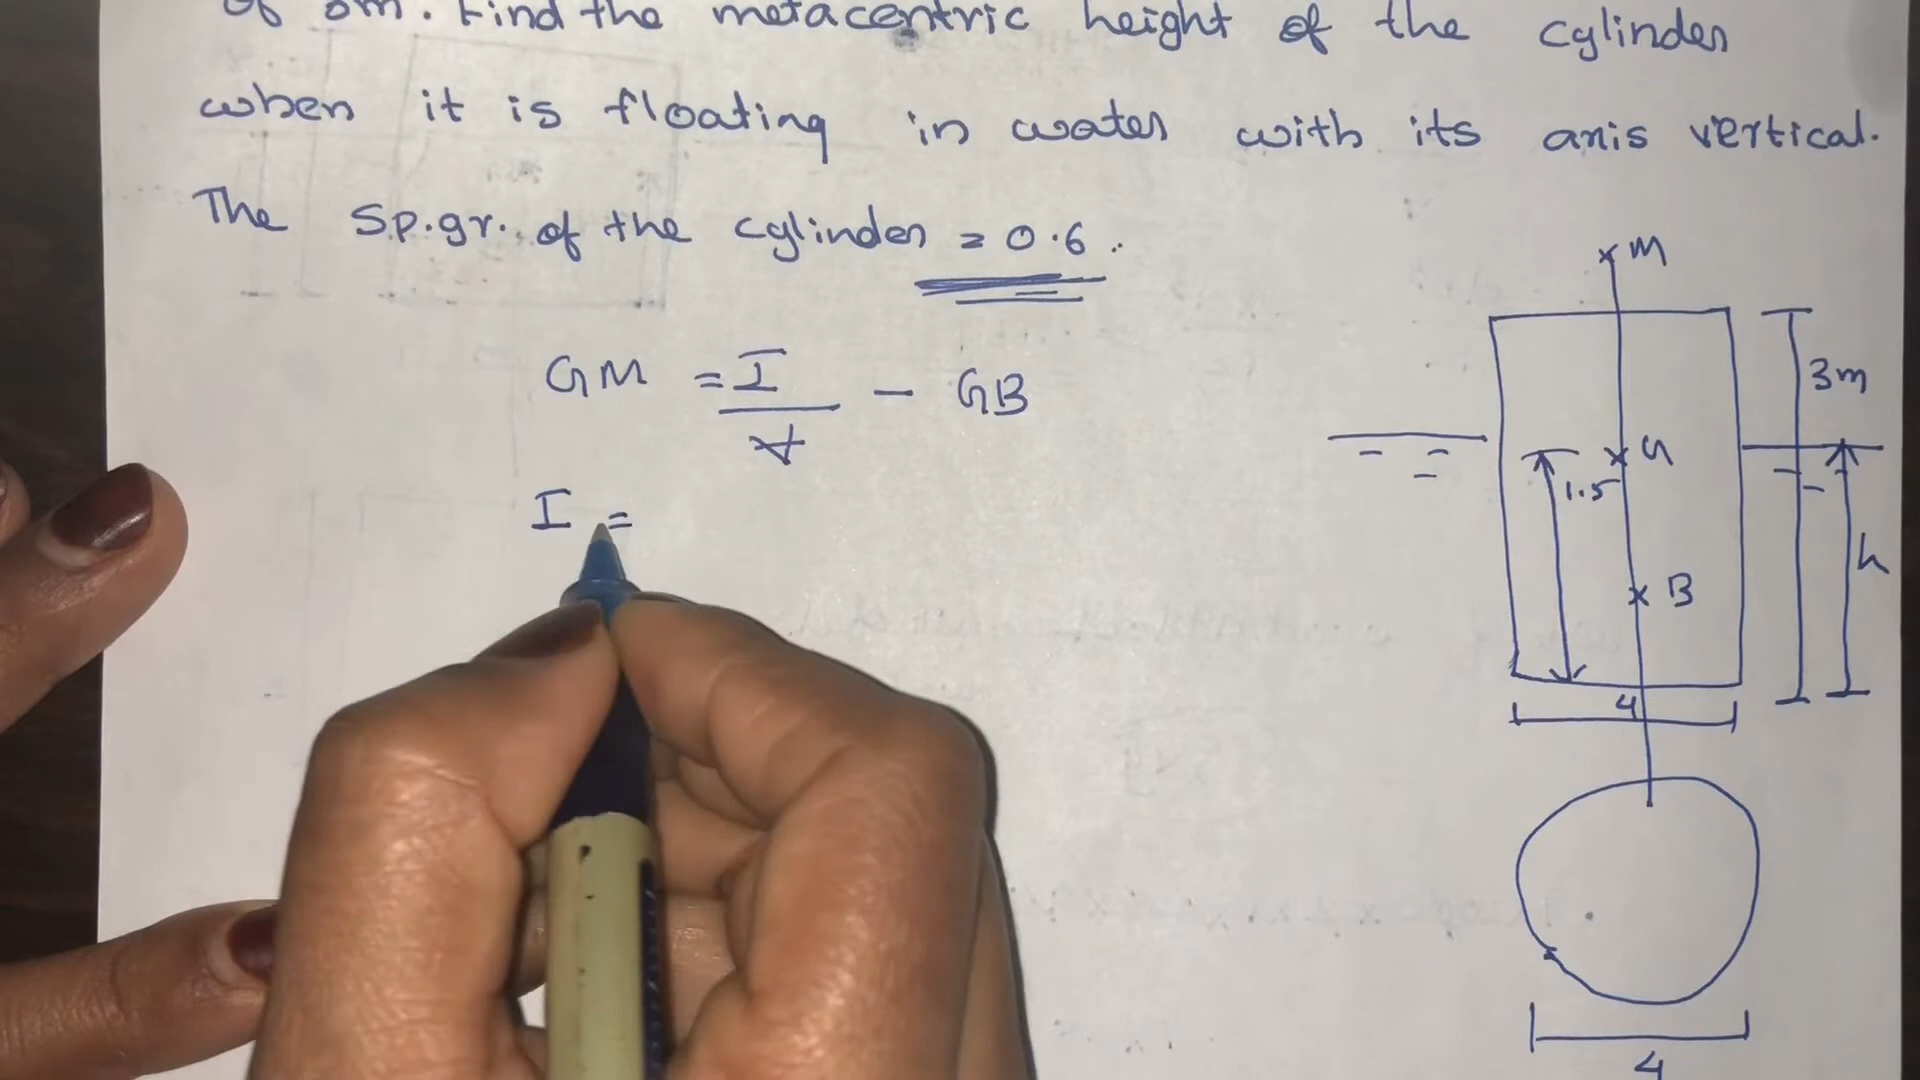 of 3m. Find the metacentric height of the cylinder
when it is floating in water with its axis vertical.
The Sp.gr. of the cylinder = 0.6.
GM = I/V - GB
I =
M
3m
G
1.5
h
B
4
4